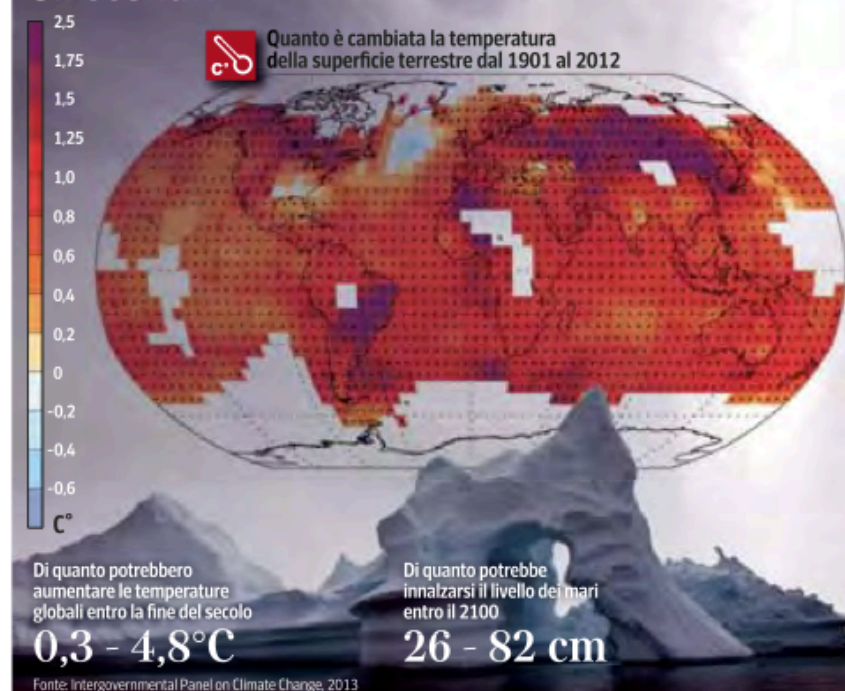 Quanto è cambiata la temperatura
della superficie terrestre dal 1901 al 2012
c°
2,5
1,75
1,5
1,25
1,0
0,8
0,6
0,4
0,2
0
-0,2
-0,4
-0,6
C°
Di quanto potrebbero
aumentare le temperature
globali entro la fine del secolo
0,3 - 4,8°C
Di quanto potrebbe
innalzarsi il livello dei mari
entro il 2100
26 - 82 cm
Fonte: Intergovernmental Panel on Climate Change, 2013